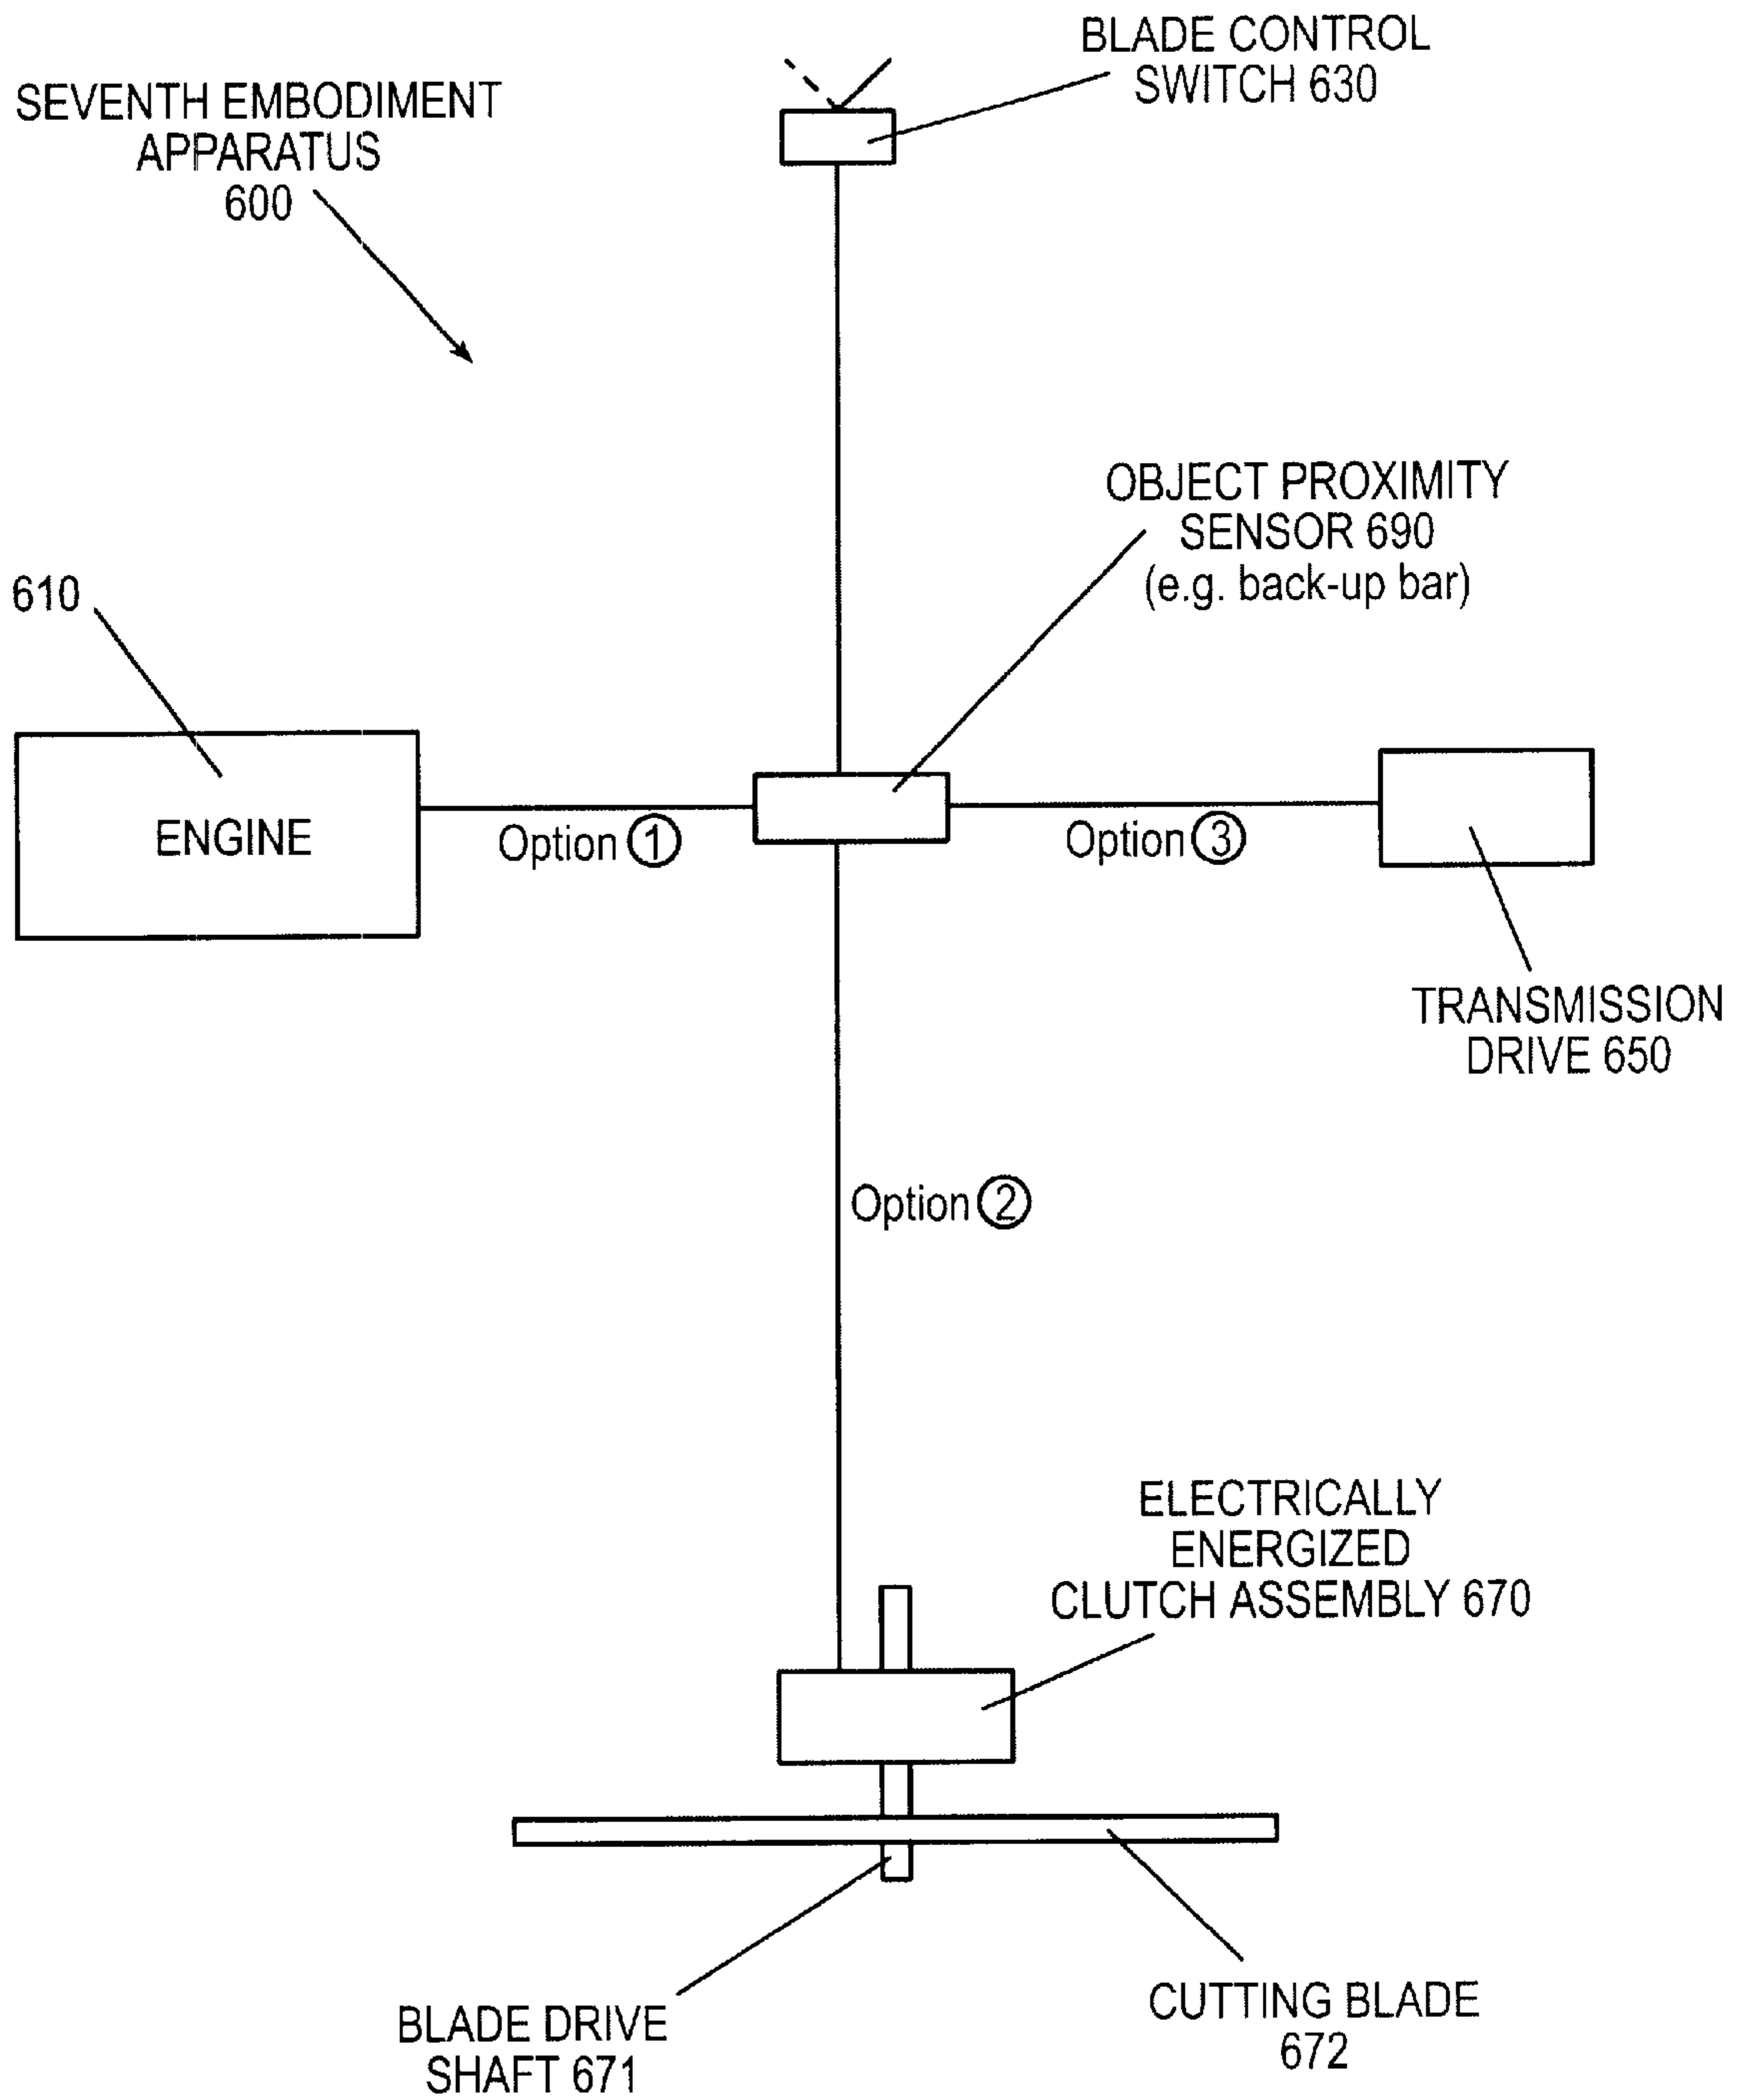 BLADE CONTROL
SWITCH 630
SEVENTH EMBODIMENT
APPARATUS
600
OBJECT PROXIMITY
SENSOR 690
(e.g. back-up bar)
610
ENGINE
Option ①
Option ③
TRANSMISSION
DRIVE 650
Option ②
ELECTRICALLY
ENERGIZED
CLUTCH ASSEMBLY 670
CUTTING BLADE
672
BLADE DRIVE
SHAFT 671